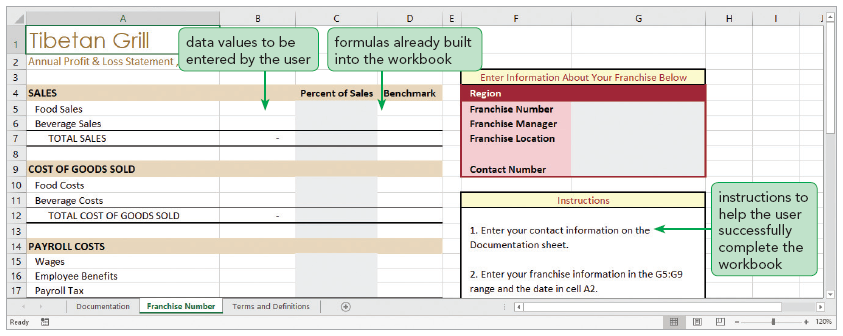 A B C D E F G H I J
1 Tibetan Grill
data values to be
entered by the user
formulas already built
into the workbook
2 Annual Profit & Loss Statement
3 Enter Information About Your Franchise Below
4 SALES Percent of Sales Benchmark Region
5 Food Sales Franchise Number
6 Beverage Sales Franchise Manager
7 TOTAL SALES - Franchise Location
8
9 COST OF GOODS SOLD Contact Number
10 Food Costs
11 Beverage Costs Instructions
12 TOTAL COST OF GOODS SOLD -
13 1. Enter your contact information on the
14 PAYROLL COSTS Documentation sheet.
15 Wages
16 Employee Benefits 2. Enter your franchise information in the G5:G9
17 Payroll Tax range and the date in cell A2.
instructions to
help the user
successfully
complete the
workbook
Documentation Franchise Number Terms and Definitions
Ready 120%